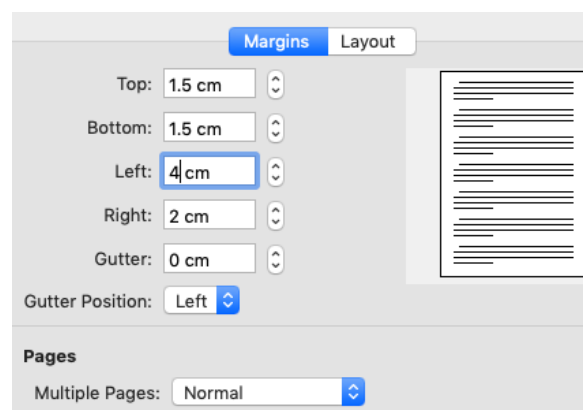 Margins Layout
Top: 1.5 cm
Bottom: 1.5 cm
Left: 4 cm
Right: 2 cm
Gutter: 0 cm
Gutter Position: Left
Pages
Multiple Pages: Normal